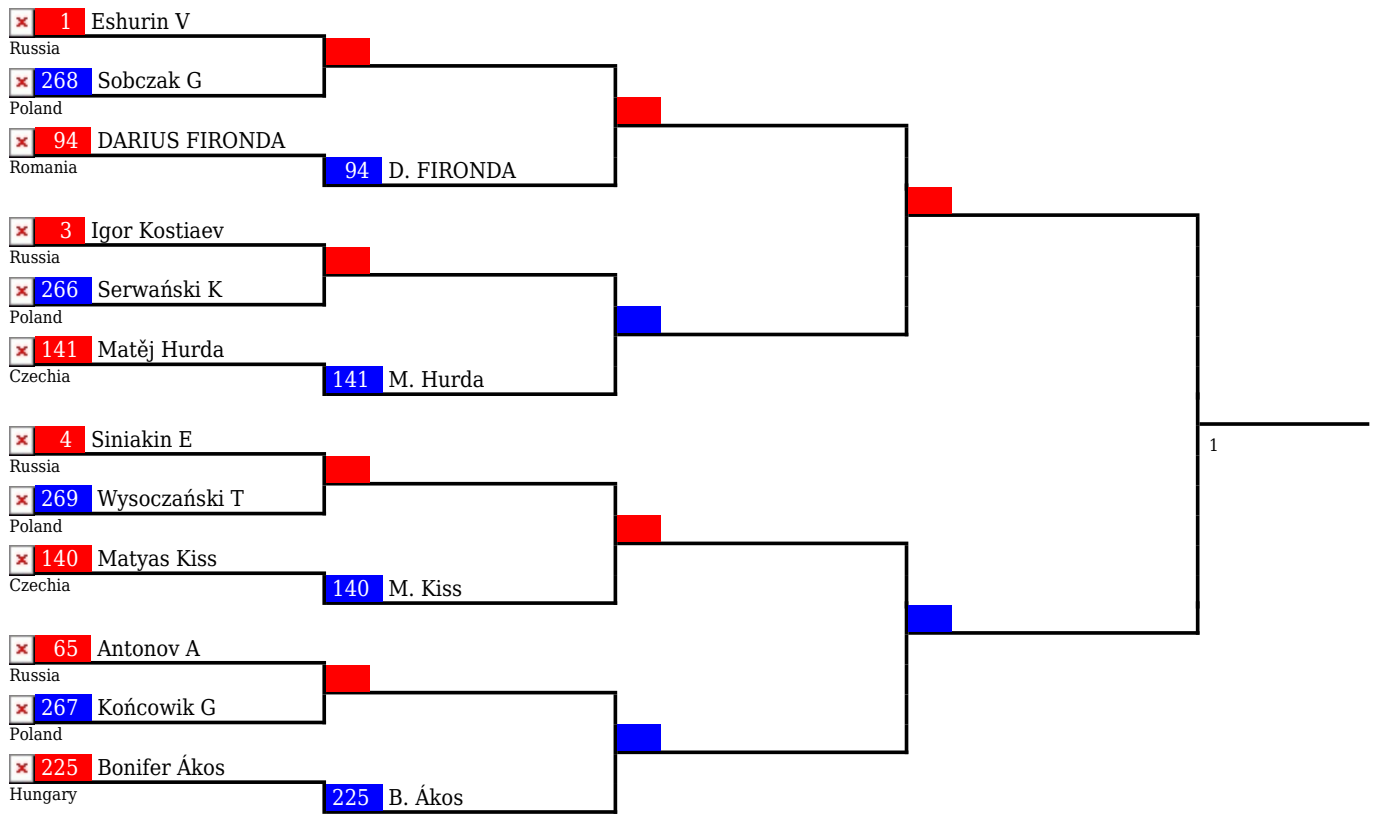 1 Eshurin V
Russia
268 Sobczak G
Poland
94 DARIUS FIRONDA
Romania
94 D. FIRONDA
3 Igor Kostiaev
Russia
266 Serwański K
Poland
141 Matěj Hurda
Czechia
141 M. Hurda
4 Siniakin E
Russia
269 Wysoczański T
Poland
140 Matyas Kiss
Czechia
140 M. Kiss
65 Antonov A
Russia
267 Końcowik G
Poland
225 Bonifer Ákos
Hungary
225 B. Ákos
1